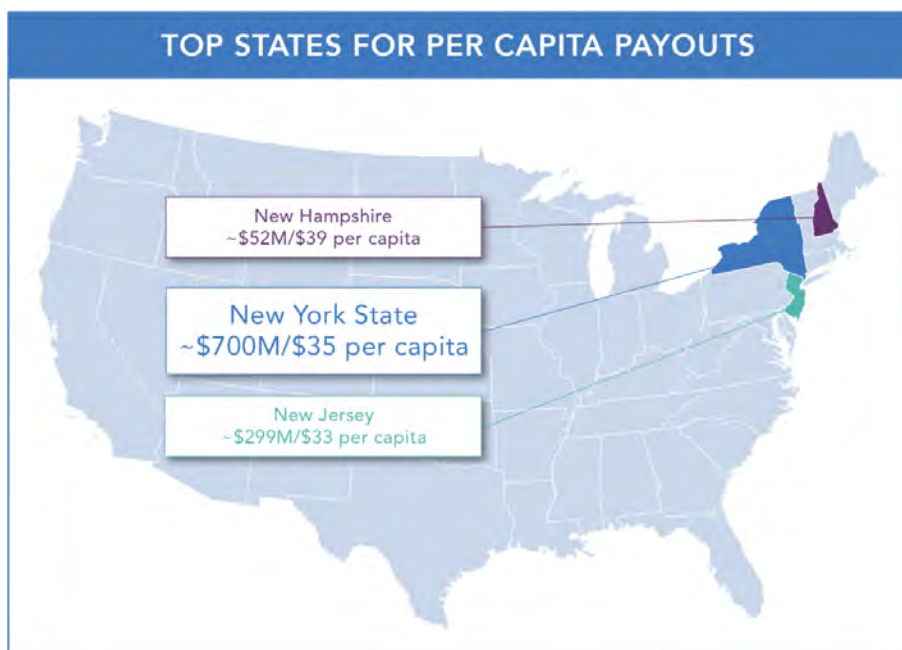 TOP STATES FOR PER CAPITA PAYOUTS
New Hampshire
~$52M/$39 per capita
New York State
~$700M/$35 per capita
New Jersey
~$299M/$33 per capita